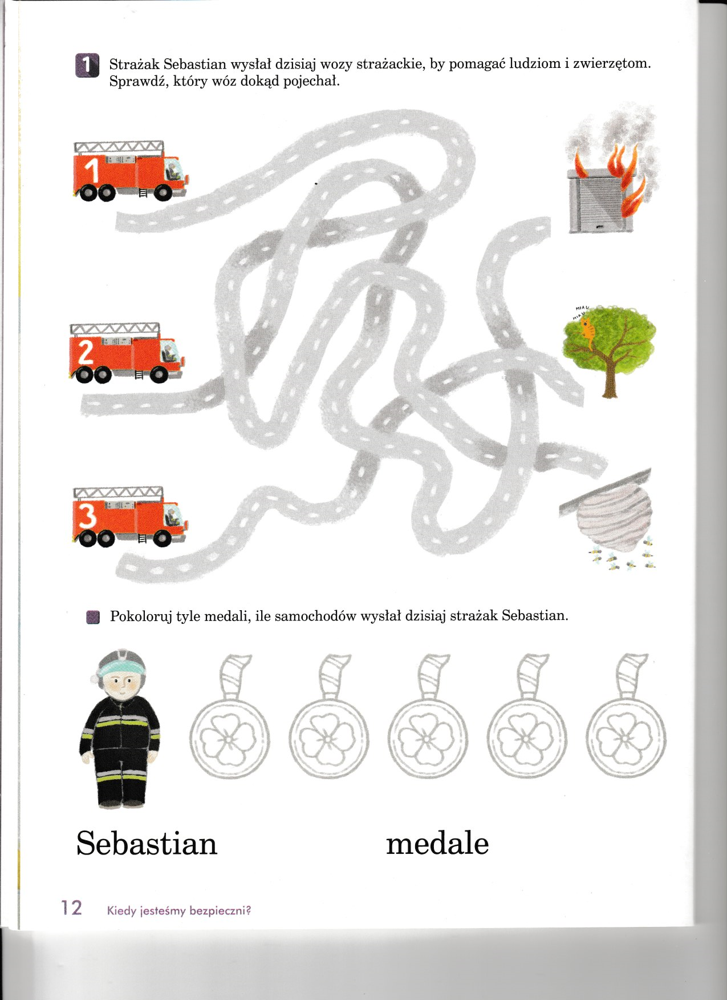 1 Strażak Sebastian wysłał dzisiaj wozy strażackie, by pomagać ludziom i zwierzętom.
Sprawdź, który wóz dokąd pojechał.
1
MIAU
MIAU
2
3
Pokoloruj tyle medali, ile samochodów wysłał dzisiaj strażak Sebastian.
Sebastian medale
12 Kiedy jesteśmy bezpieczni?